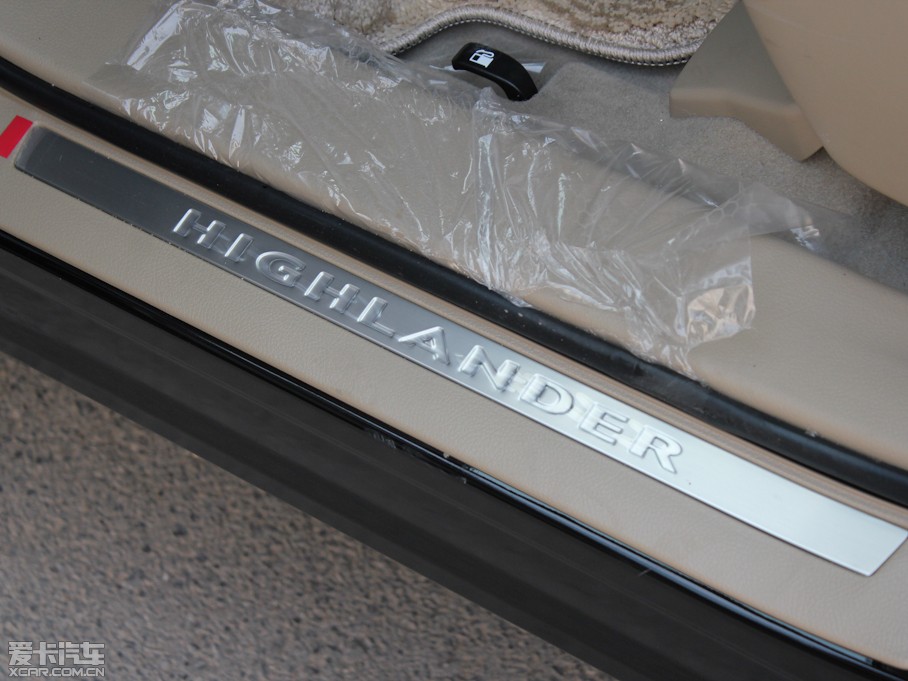 HIGHLANDER
爱卡汽车
XCAR.COM.CN